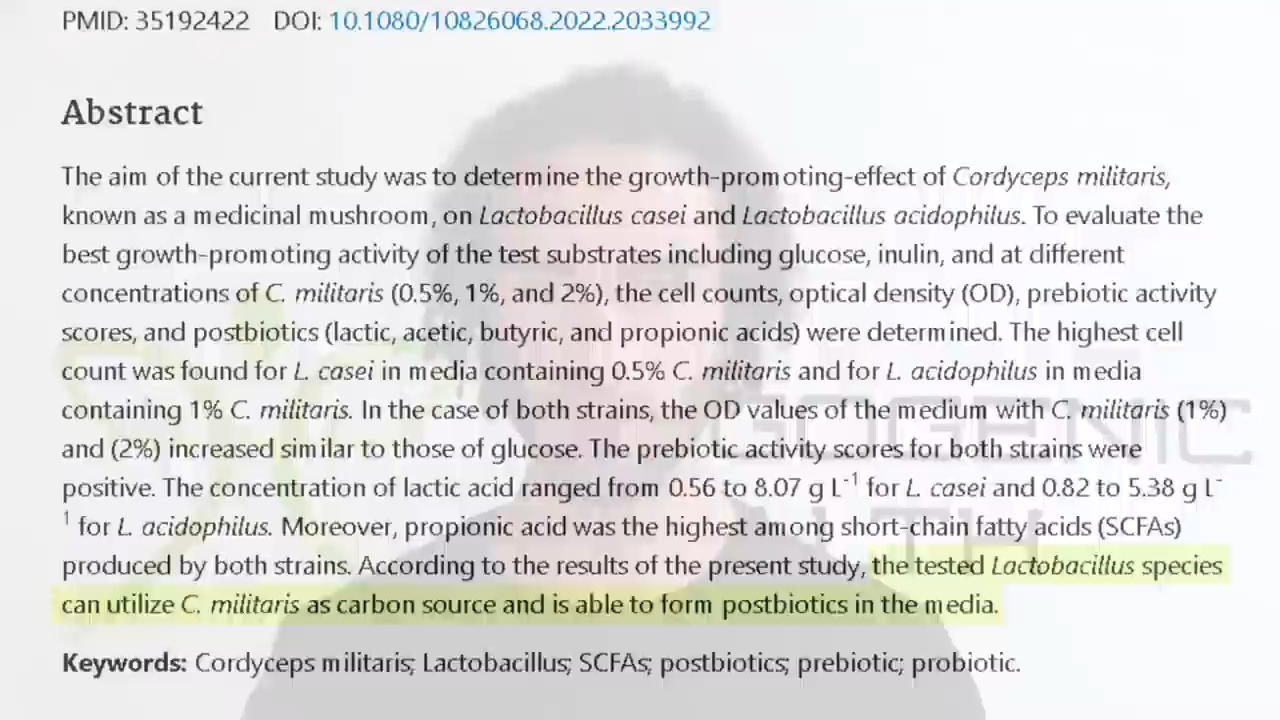 PMID: 35192422 DOI: 10.1080/10826068.2022.2033992
Abstract
The aim of the current study was to determine the growth-promoting-effect of Cordyceps militaris,
known as a medicinal mushroom, on Lactobacillus casei and Lactobacillus acidophilus. To evaluate the
best growth-promoting activity of the test substrates including glucose, inulin, and at different
concentrations of C. militaris (0.5%, 1%, and 2%), the cell counts, optical density (OD), prebiotic activity
scores, and postbiotics (lactic, acetic, butyric, and propionic acids) were determined. The highest cell
count was found for L. casei in media containing 0.5% C. militaris and for L. acidophilus in media
containing 1% C. militaris. In the case of both strains, the OD values of the medium with C. militaris (1%)
and (2%) increased similar to those of glucose. The prebiotic activity scores for both strains were
positive. The concentration of lactic acid ranged from 0.56 to 8.07 g L-1 for L. casei and 0.82 to 5.38 g L-
1 for L. acidophilus. Moreover, propionic acid was the highest among short-chain fatty acids (SCFAs)
produced by both strains. According to the results of the present study, the tested Lactobacillus species
can utilize C. militaris as carbon source and is able to form postbiotics in the media.
Keywords: Cordyceps militaris; Lactobacillus; SCFAs; postbiotics; prebiotic; probiotic.